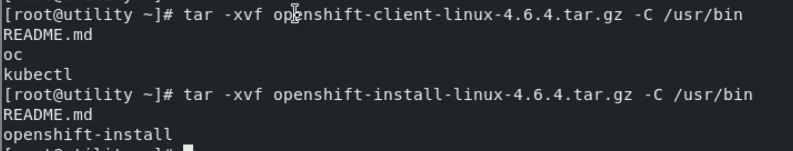 [root@utility ~]# tar -xvf openshift-client-linux-4.6.4.tar.gz -C /usr/bin
README.md
oc
kubectl
[root@utility ~]# tar -xvf openshift-install-linux-4.6.4.tar.gz -C /usr/bin
README.md
openshift-install
[root@utility ~]#